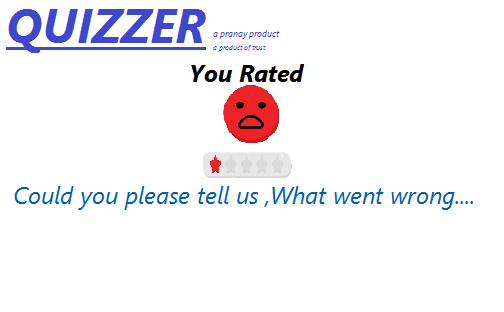 QUIZZER
a pranay product
a product of trust
You Rated
Could you please tell us ,What went wrong....